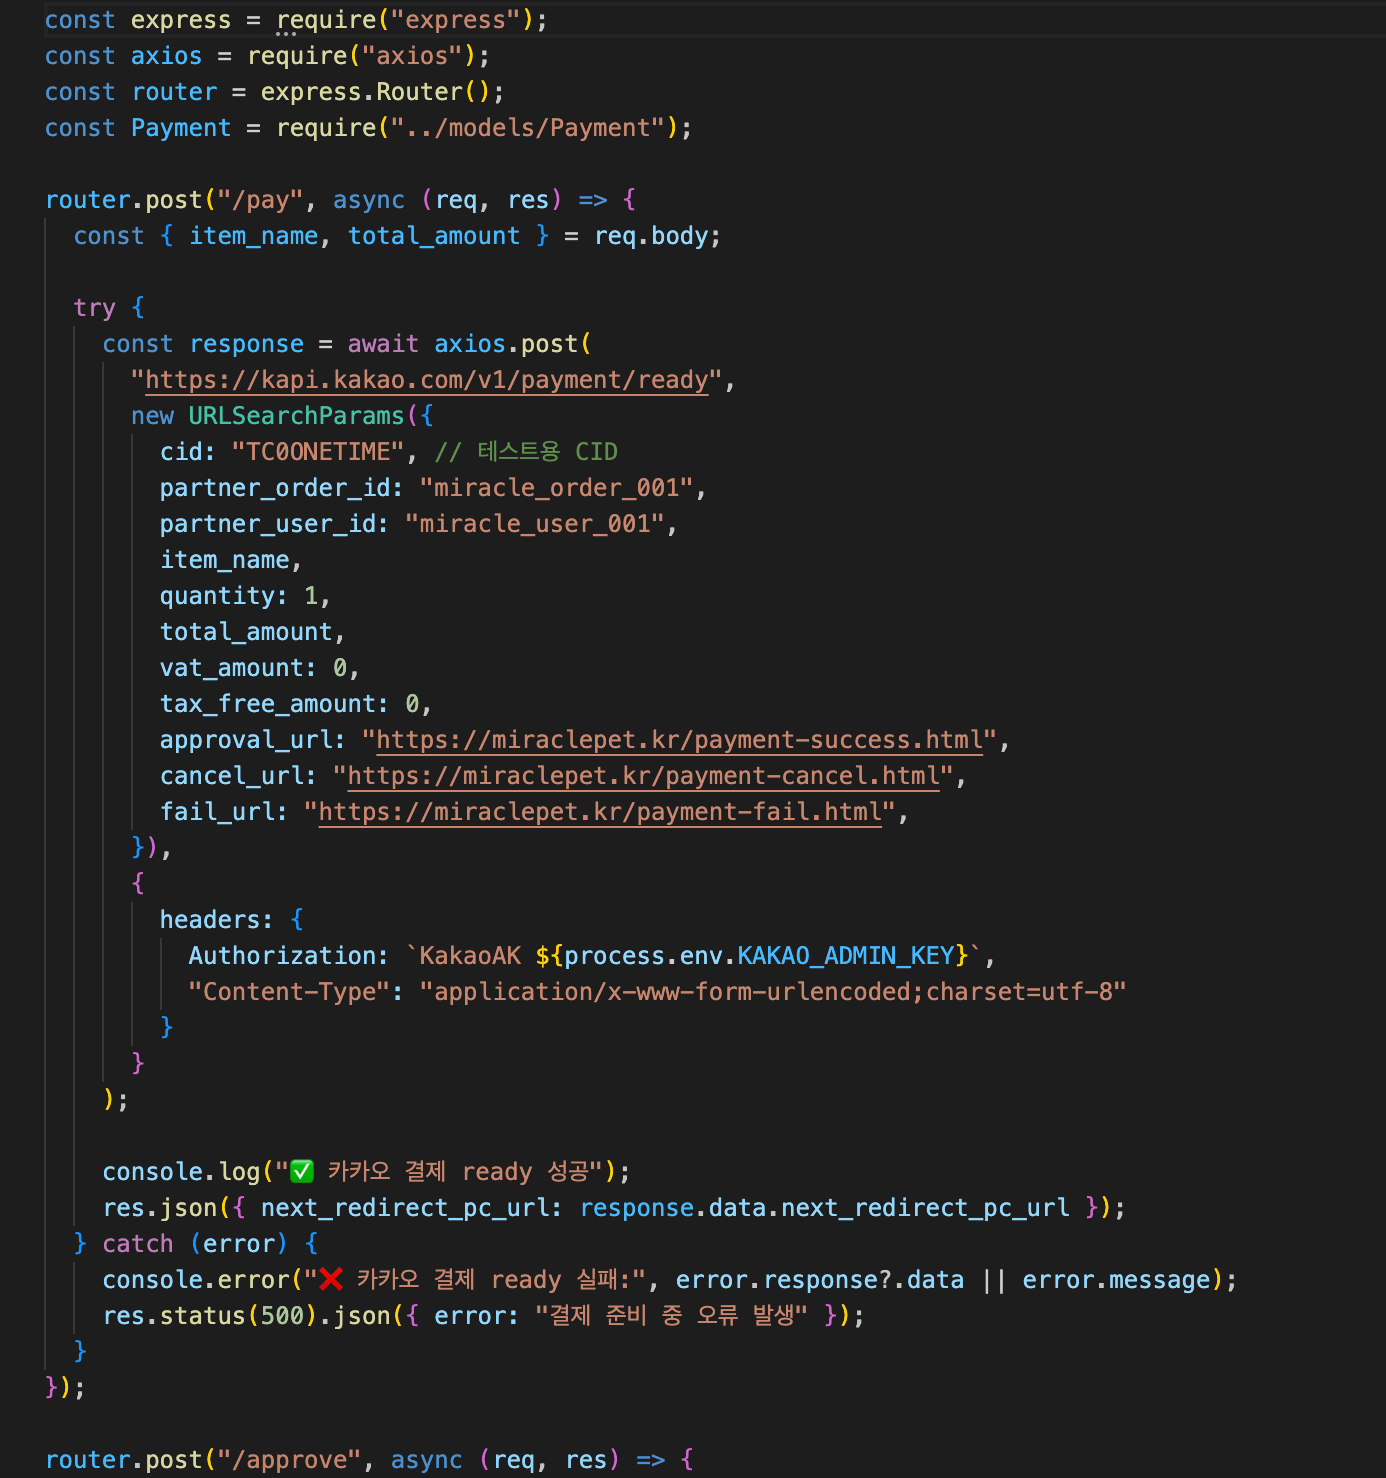 const express = require("express");
const axios = require("axios");
const router = express.Router();
const Payment = require("../models/Payment");
router.post("/pay", async (req, res) => {
const { item_name, total_amount } = req.body;
try {
const response = await axios.post(
"https://kapi.kakao.com/v1/payment/ready",
new URLSearchParams({
cid: "TC0ONETIME", // 테스트용 CID
partner_order_id: "miracle_order_001",
partner_user_id: "miracle_user_001",
item_name,
quantity: 1,
total_amount,
vat_amount: 0,
tax_free_amount: 0,
approval_url: "https://miraclepet.kr/payment-success.html",
cancel_url: "https://miraclepet.kr/payment-cancel.html",
fail_url: "https://miraclepet.kr/payment-fail.html",
}),
{
headers: {
Authorization: `KakaoAK ${process.env.KAKAO_ADMIN_KEY}`,
"Content-Type": "application/x-www-form-urlencoded;charset=utf-8"
}
}
);
console.log("✅ 카카오 결제 ready 성공");
res.json({ next_redirect_pc_url: response.data.next_redirect_pc_url });
} catch (error) {
console.error("❌ 카카오 결제 ready 실패:", error.response?.data || error.message);
res.status(500).json({ error: "결제 준비 중 오류 발생" });
}
});
router.post("/approve", async (req, res) => {